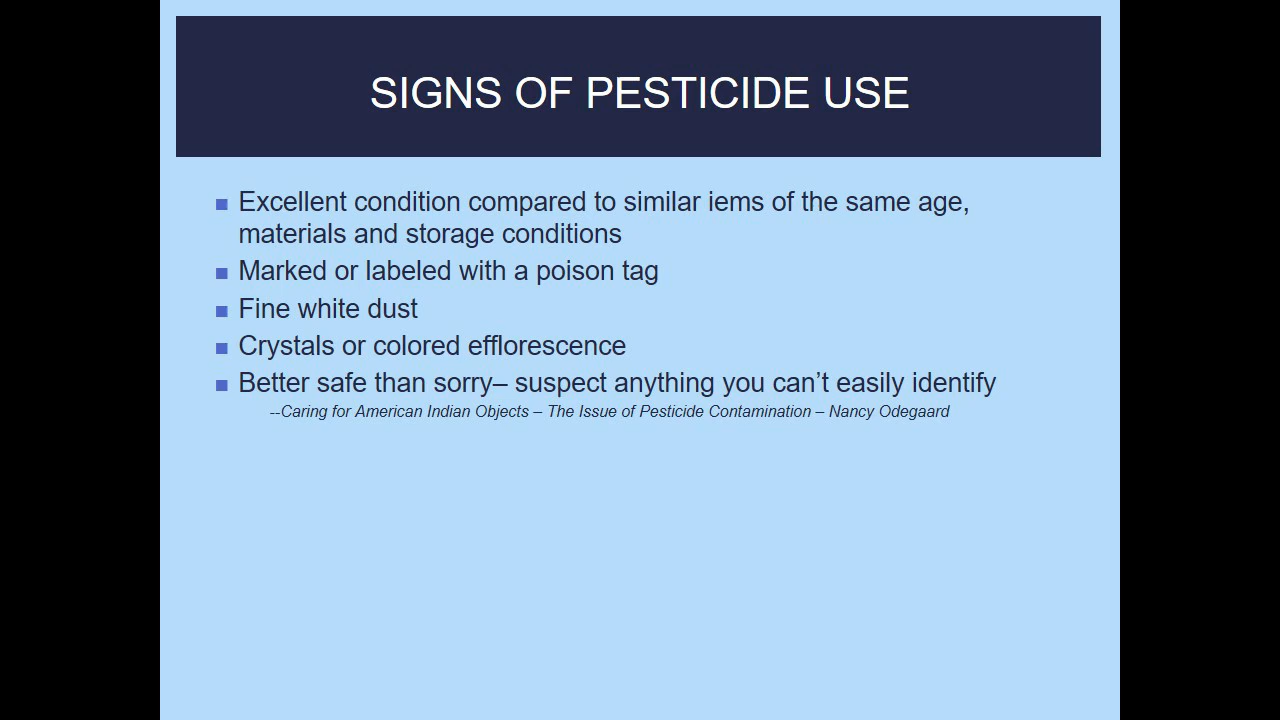 SIGNS OF PESTICIDE USE
Excellent condition compared to similar iems of the same age,
materials and storage conditions
Marked or labeled with a poison tag
Fine white dust
Crystals or colored efflorescence
Better safe than sorry– suspect anything you can’t easily identify
--Caring for American Indian Objects – The Issue of Pesticide Contamination – Nancy Odegaard